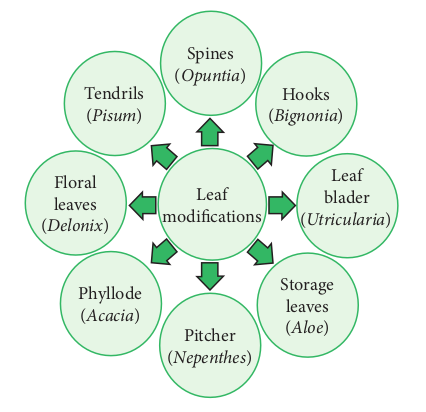 Spines
(Opuntia)
Hooks
(Bignonia)
Leaf
blader
(Utricularia)
Storage
leaves
(Aloe)
Pitcher
(Nepenthes)
Phyllode
(Acacia)
Floral
leaves
(Delonix)
Tendrils
(Pisum)
Leaf
modifications